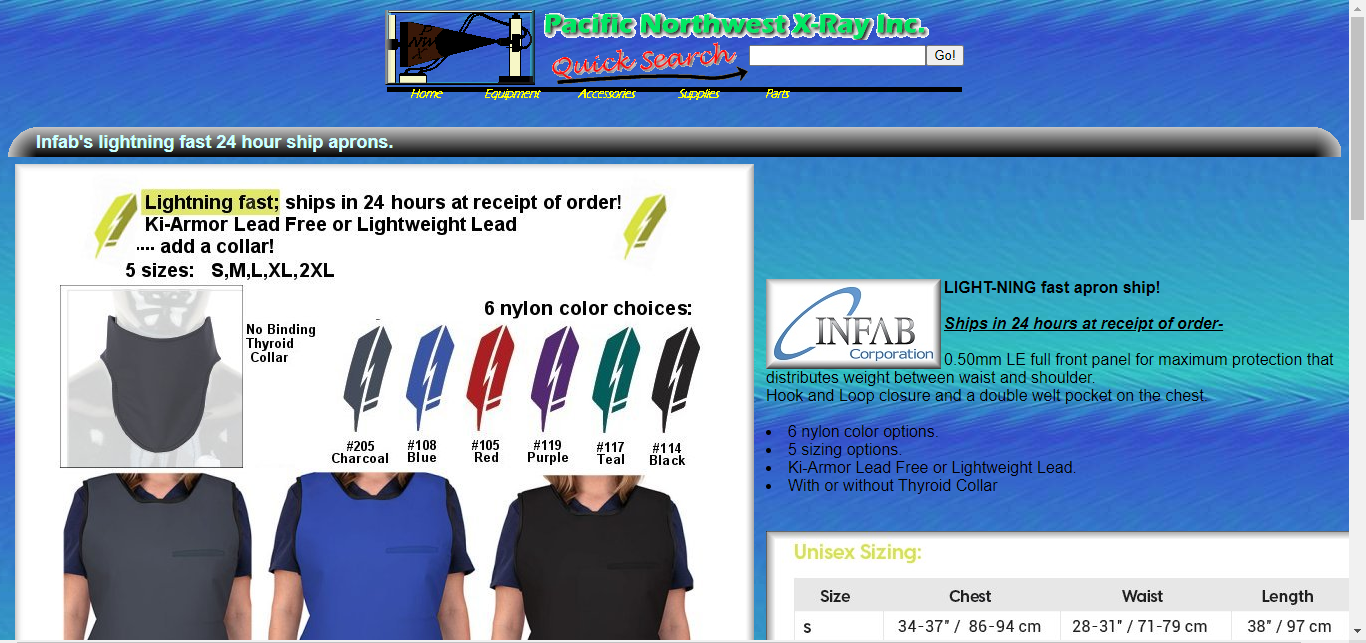 P
NW
X
Pacific Northwest X-Ray Inc.
Quick Search
Go!
Home Equipment Accessories Supplies Parts
Infab's lightning fast 24 hour ship aprons.
Lightning fast; ships in 24 hours at receipt of order!
Ki-Armor Lead Free or Lightweight Lead
.... add a collar!
5 sizes: S,M,L,XL,2XL
No Binding
Thyroid
Collar
6 nylon color choices:
#205 #108 #105 #119 #117 #114
Charcoal Blue Red Purple Teal Black
INFAB
Corporation
LIGHT-NING fast apron ship!
Ships in 24 hours at receipt of order-
0.50mm LE full front panel for maximum protection that
distributes weight between waist and shoulder.
Hook and Loop closure and a double welt pocket on the chest.
• 6 nylon color options.
• 5 sizing options.
• Ki-Armor Lead Free or Lightweight Lead.
• With or without Thyroid Collar
Unisex Sizing:
Size Chest Waist Length
S 34-37" / 86-94 cm 28-31" / 71-79 cm 38" / 97 cm